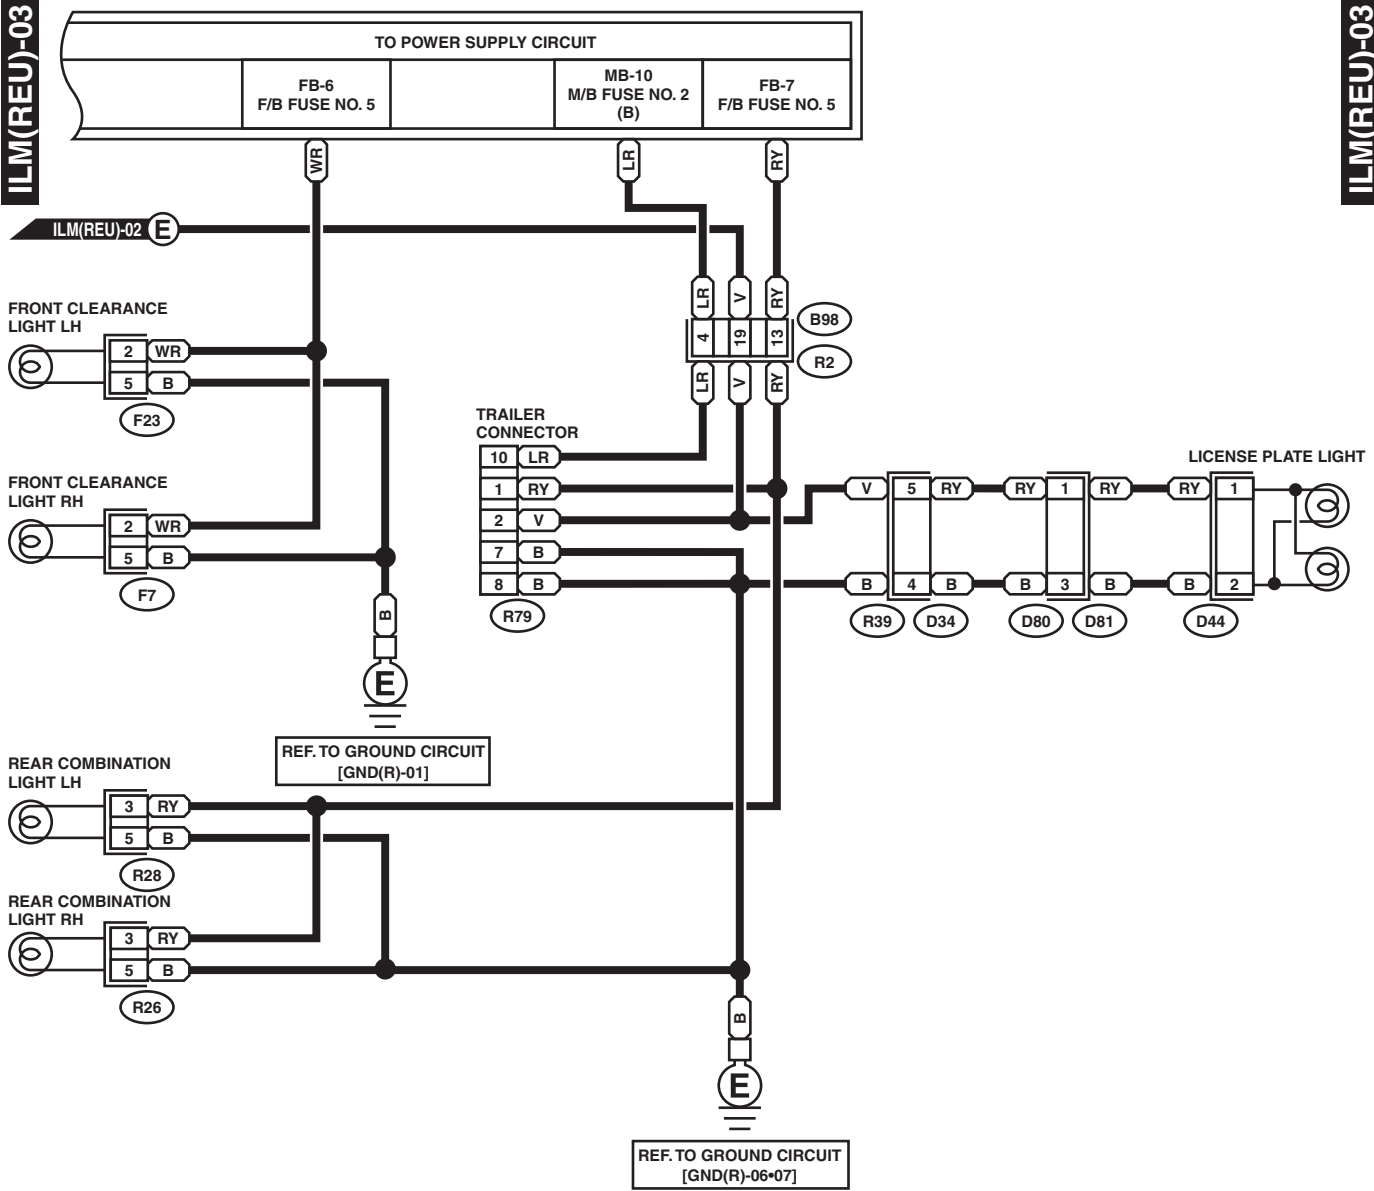 ILM(REU)-03
ILM(REU)-03
TO POWER SUPPLY CIRCUIT
FB-6
F/B FUSE NO. 5
MB-10
M/B FUSE NO. 2
(B)
FB-7
F/B FUSE NO. 5
WR
LR
RY
ILM(REU)-02
E
LR
V
RY
4
19
13
B98
R2
LR
V
RY
FRONT CLEARANCE
LIGHT LH
2
WR
5
B
F23
FRONT CLEARANCE
LIGHT RH
2
WR
5
B
F7
B
E
REF. TO GROUND CIRCUIT
[GND(R)-01]
TRAILER
CONNECTOR
10
LR
1
RY
2
V
7
B
8
B
R79
LICENSE PLATE LIGHT
V
5
RY
RY
1
RY
RY
1
B
4
B
B
3
B
B
2
R39
D34
D80
D81
D44
REAR COMBINATION
LIGHT LH
3
RY
5
B
R28
REAR COMBINATION
LIGHT RH
3
RY
5
B
R26
B
E
REF. TO GROUND CIRCUIT
[GND(R)-06•07]